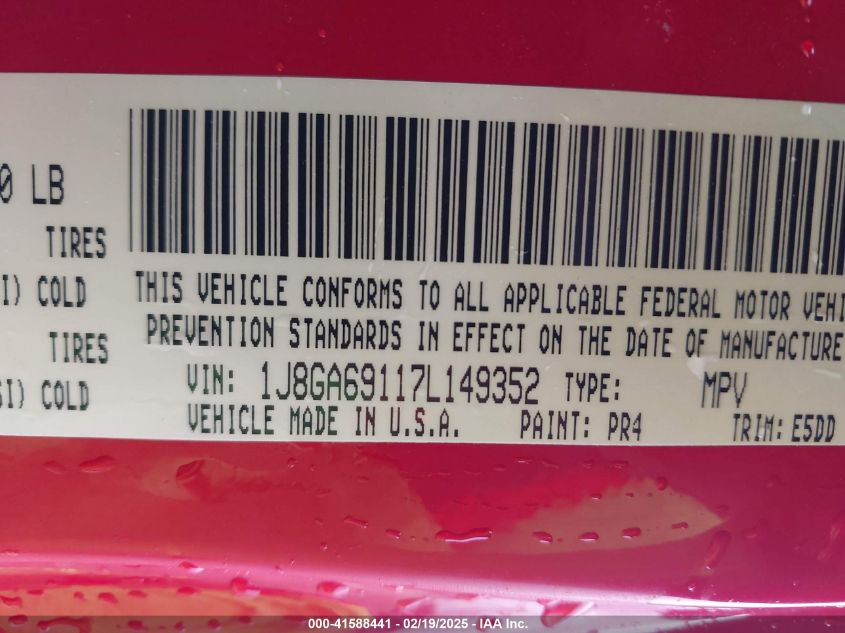 0 LB
TIRES
I) COLD
TIRES
SI) COLD
THIS VEHICLE CONFORMS TO ALL APPLICABLE FEDERAL MOTOR VEHI
PREVENTION STANDARDS IN EFFECT ON THE DATE OF MANUFACTURE
VIN: 1J8GA69117L149352 TYPE: MPV
VEHICLE MADE IN U.S.A. PAINT: PR4 TRIM: E5DD
000-41588441 - 02/19/2025 - IAA Inc.